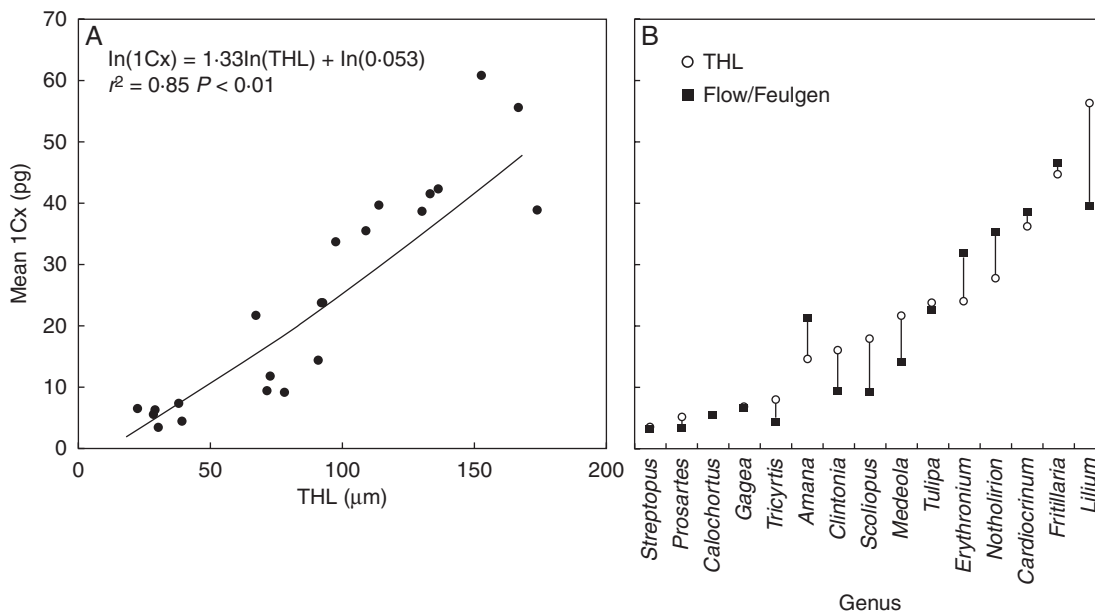 A
ln(1Cx) = 1·33ln(THL) + ln(0·053)
r² = 0·85 P < 0·01
70
60
50
40
30
20
10
0
Mean 1Cx (pg)
0 50 100 150 200
THL (μm)
B
THL
Flow/Feulgen
Streptopus
Prosartes
Calochortus
Gagea
Tricyrtis
Amana
Clintonia
Scoliopus
Medeola
Tulipa
Erythronium
Notholirion
Cardiocrinum
Fritillaria
Lilium
Genus